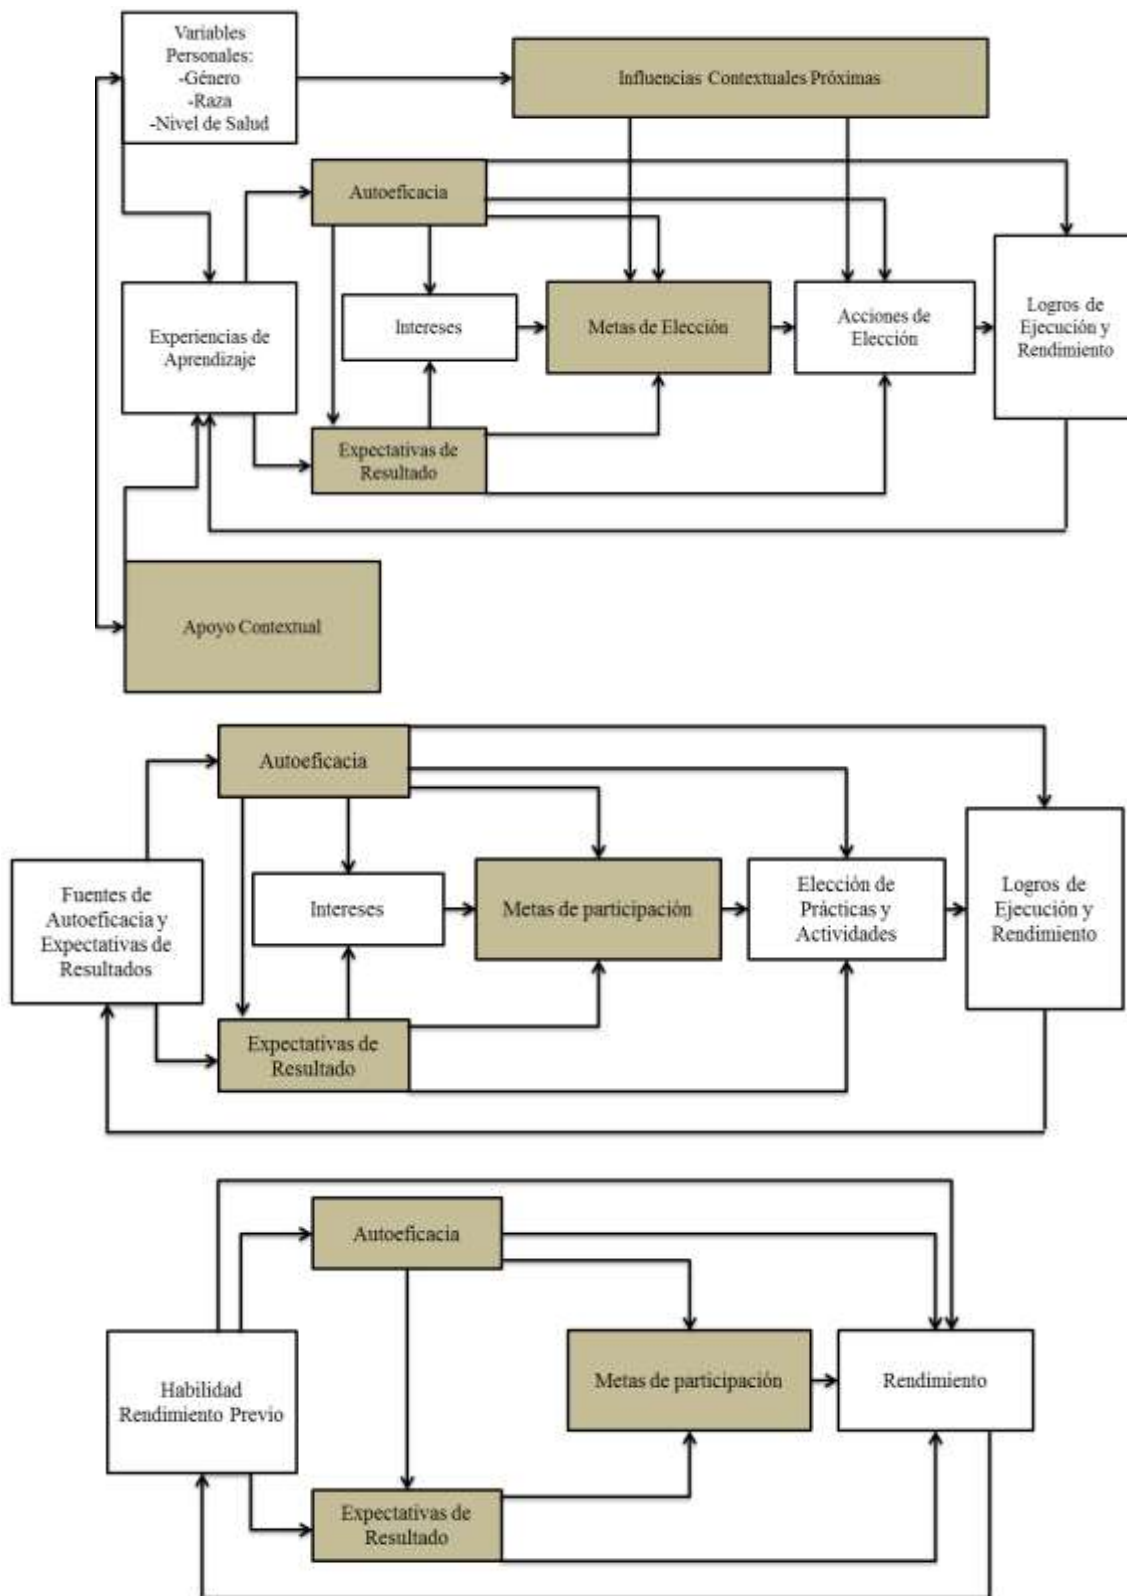 Variables
Personales:
-Género
-Raza
-Nivel de Salud
Influencias Contextuales Próximas
Autoeficacia
Experiencias de
Aprendizaje
Intereses
Metas de Elección
Acciones de
Elección
Logros de
Ejecución y
Rendimiento
Expectativas de
Resultado
Apoyo Contextual
Autoeficacia
Fuentes de
Autoeficacia y
Expectativas de
Resultados
Intereses
Metas de participación
Elección de
Prácticas y
Actividades
Logros de
Ejecución y
Rendimiento
Expectativas de
Resultado
Autoeficacia
Habilidad
Rendimiento Previo
Metas de participación
Rendimiento
Expectativas de
Resultado